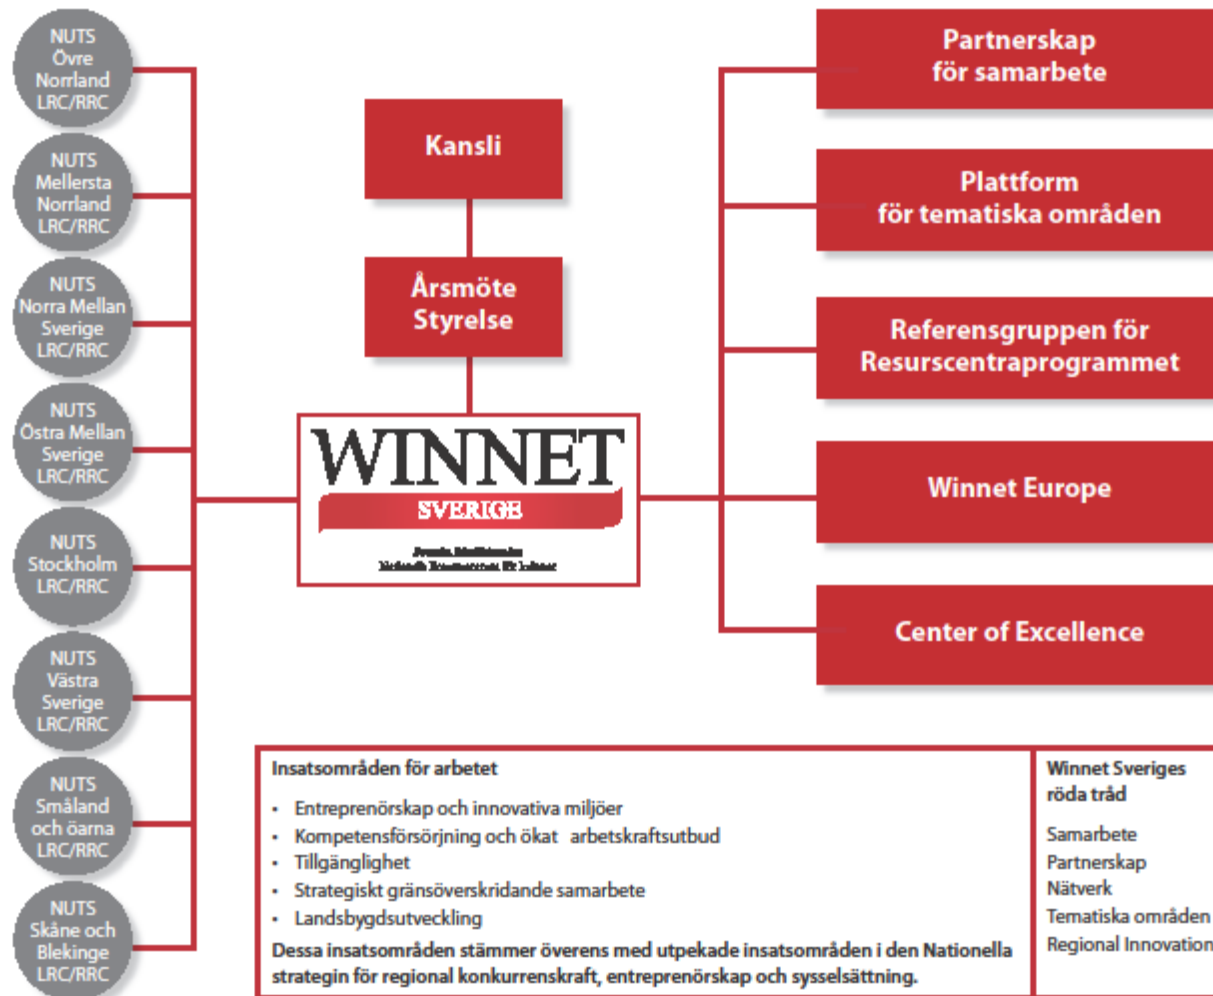 NUTS
Övre
Norrland
LRC/RRC
NUTS
Mellersta
Norrland
LRC/RRC
NUTS
Norra Mellan
Sverige
LRC/RRC
NUTS
Östra Mellan
Sverige
LRC/RRC
NUTS
Stockholm
LRC/RRC
NUTS
Västra
Sverige
LRC/RRC
NUTS
Småland
och öarna
LRC/RRC
NUTS
Skåne och
Blekinge
LRC/RRC
Kansli
Årsmöte
Styrelse
WINNET
SVERIGE
Partnerskap
för samarbete
Plattform
för tematiska områden
Referensgruppen för
Resurscentraprogrammet
Winnet Europe
Center of Excellence
Insatsområden för arbetet
• Entreprenörskap och innovativa miljöer
• Kompetensförsörjning och ökat arbetskraftsutbud
• Tillgänglighet
• Strategiskt gränsöverskridande samarbete
• Landsbygdsutveckling
Dessa insatsområden stämmer överens med utpekade insatsområden i den Nationella
strategin för regional konkurrenskraft, entreprenörskap och sysselsättning.
Winnet Sveriges
röda tråd
Samarbete
Partnerskap
Nätverk
Tematiska områden
Regional Innovation